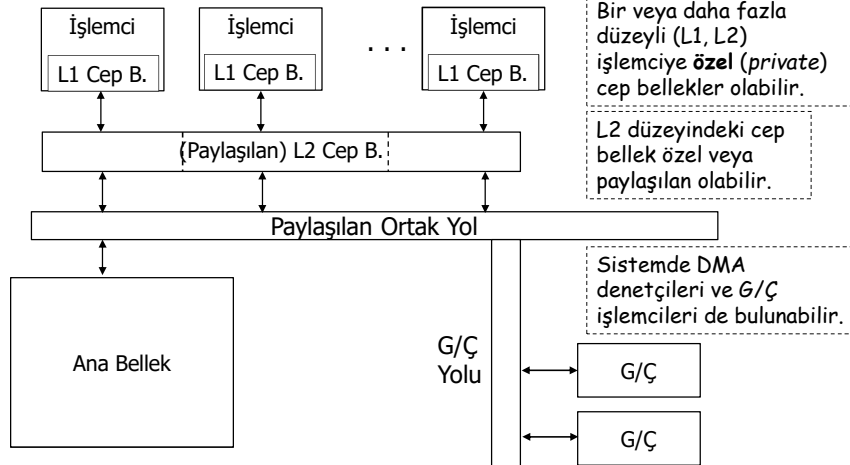 İşlemci
L1 Cep B.
İşlemci
L1 Cep B.
. . .
İşlemci
L1 Cep B.
(Paylaşılan) L2 Cep B.
Paylaşılan Ortak Yol
Ana Bellek
G/Ç
Yolu
G/Ç
G/Ç
Bir veya daha fazla
düzeyli (L1, L2)
işlemciye özel (private)
cep bellekler olabilir.
L2 düzeyindeki cep
bellek özel veya
paylaşılan olabilir.
Sistemde DMA
denetçileri ve G/Ç
işlemcileri de bulunabilir.